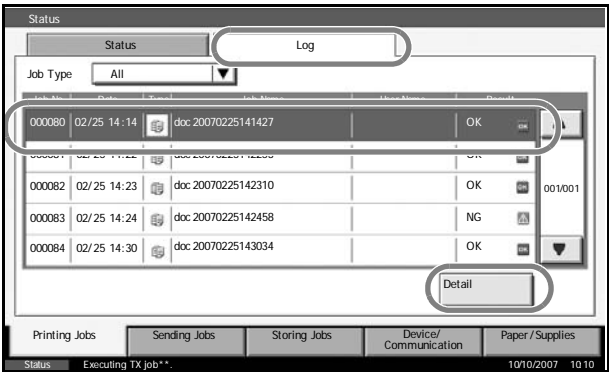 Status
Status Log
Job Type All
000080 02/25 14:14 doc 20070225141427 OK
000082 02/25 14:23 doc 20070225142310 OK
000083 02/25 14:24 doc 20070225142458 NG
000084 02/25 14:30 doc 20070225143034 OK
001/001
Detail
Printing Jobs Sending Jobs Storing Jobs Device/
Communication Paper/Supplies
Status Executing TX job**. 10/10/2007 10:10